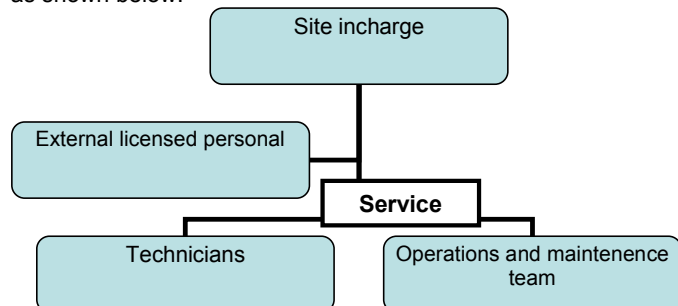 as shown below:
Site incharge
External licensed personal
Service
Technicians
Operations and maintenence
team